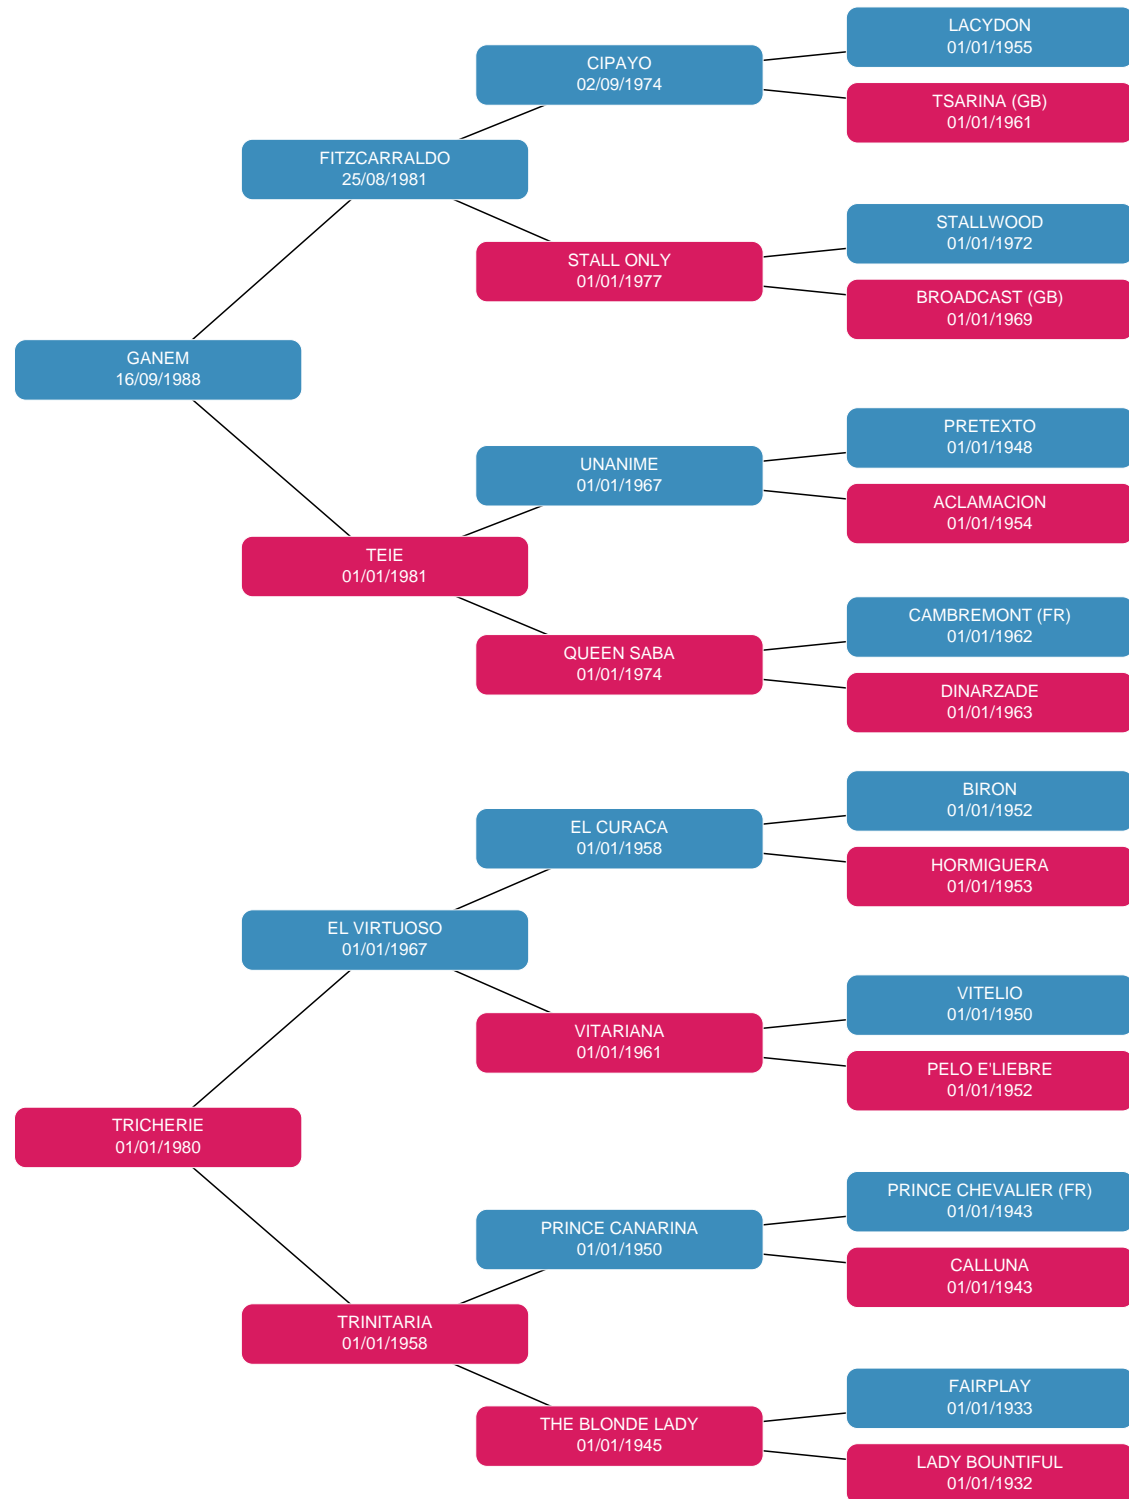 LACYDON
01/01/1955
CIPAYO
02/09/1974
TSARINA (GB)
01/01/1961
FITZCARRALDO
25/08/1981
STALLWOOD
01/01/1972
STALL ONLY
01/01/1977
BROADCAST (GB)
01/01/1969
GANEM
16/09/1988
PRETEXTO
01/01/1948
UNANIME
01/01/1967
ACLAMACION
01/01/1954
TEIE
01/01/1981
CAMBREMONT (FR)
01/01/1962
QUEEN SABA
01/01/1974
DINARZADE
01/01/1963
BIRON
01/01/1952
EL CURACA
01/01/1958
HORMIGUERA
01/01/1953
EL VIRTUOSO
01/01/1967
VITELIO
01/01/1950
VITARIANA
01/01/1961
PELO E'LIEBRE
01/01/1952
TRICHERIE
01/01/1980
PRINCE CHEVALIER (FR)
01/01/1943
PRINCE CANARINA
01/01/1950
CALLUNA
01/01/1943
TRINITARIA
01/01/1958
FAIRPLAY
01/01/1933
THE BLONDE LADY
01/01/1945
LADY BOUNTIFUL
01/01/1932